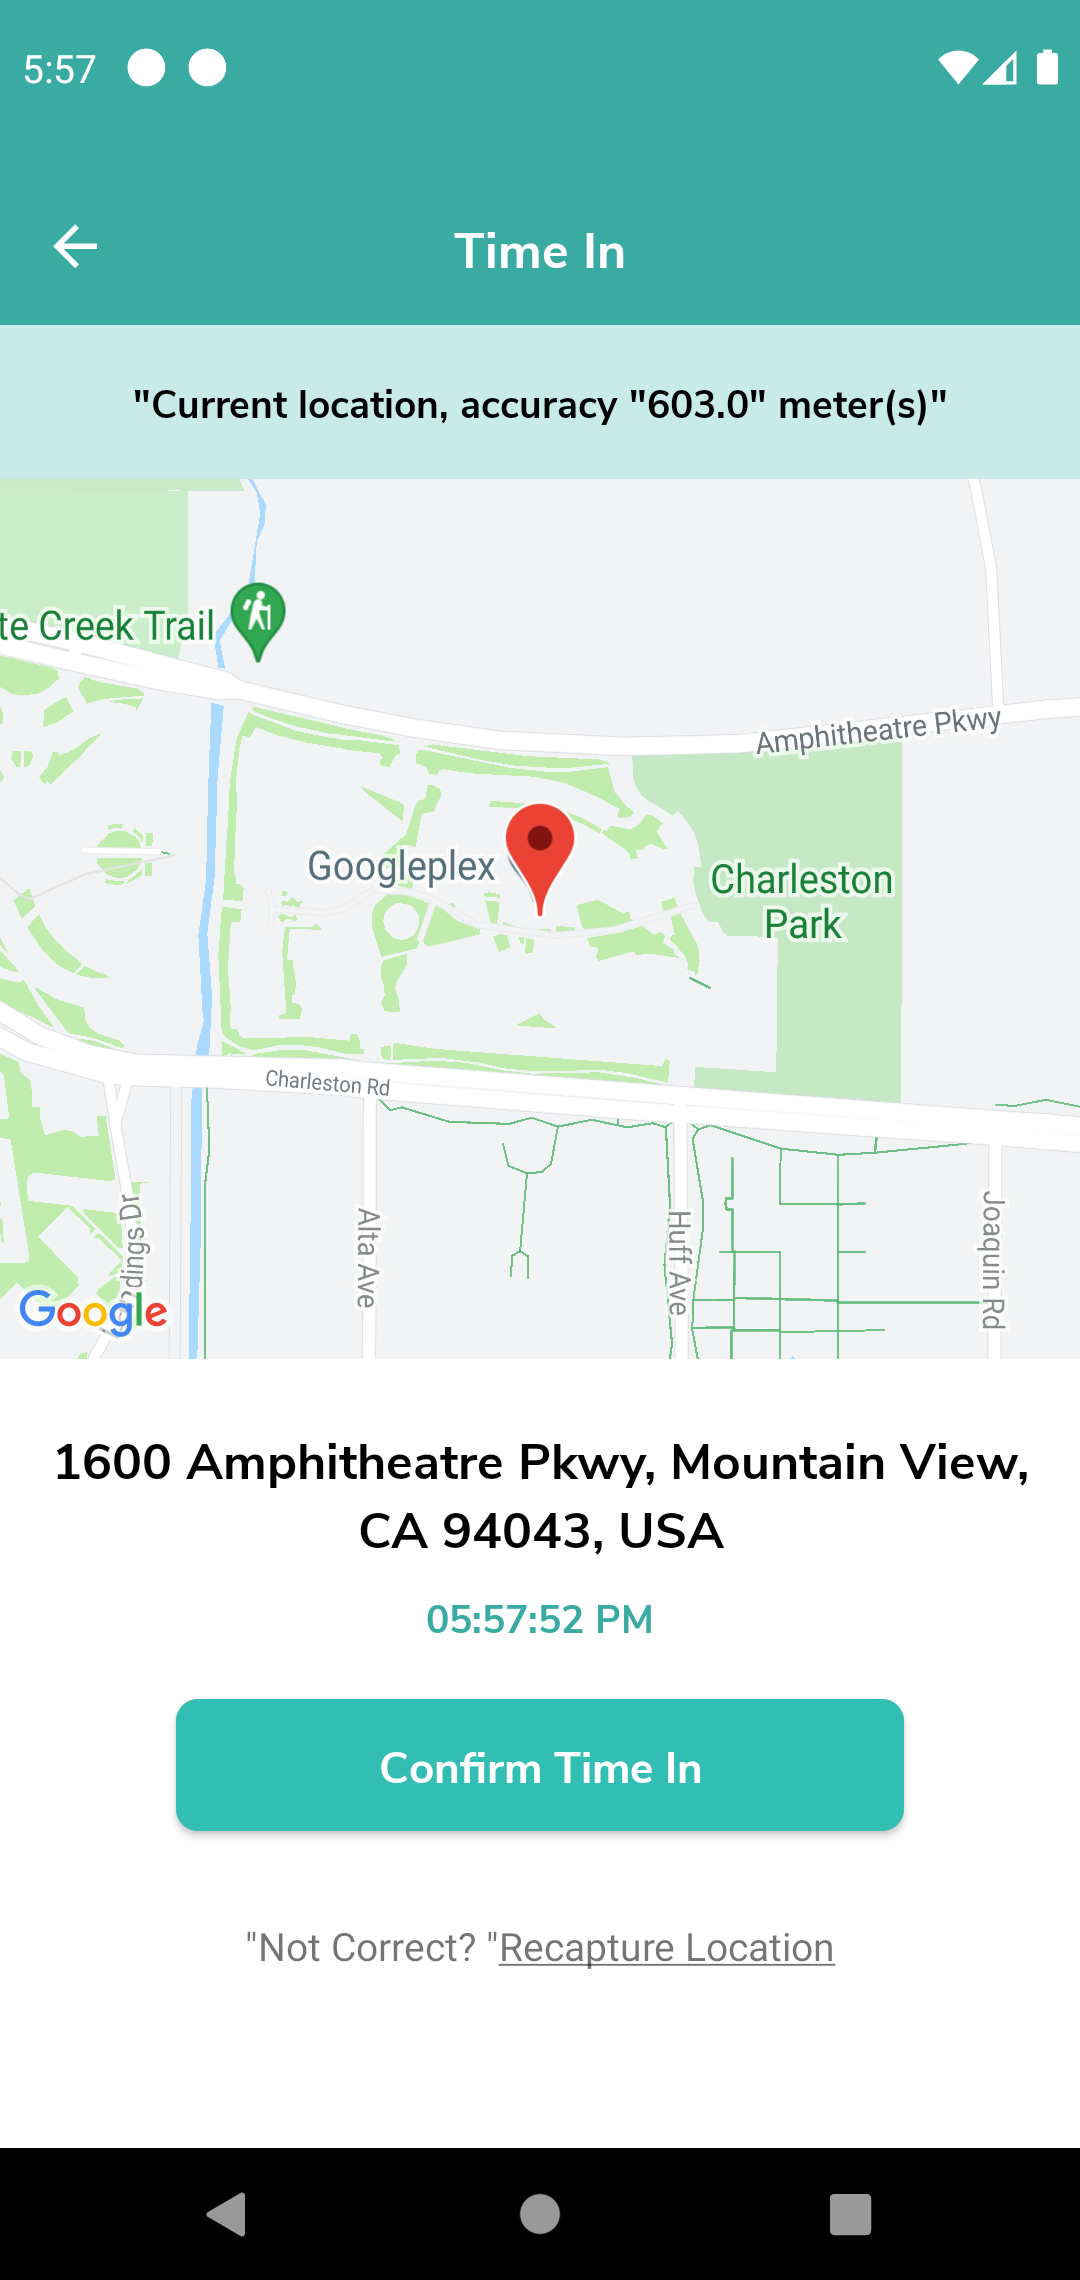 5:57
Time In
"Current location, accuracy "603.0" meter(s)"
te Creek Trail
Amphitheatre Pkwy
Googleplex
Charleston
Park
Charleston Rd
Alta Ave
Huff Ave
Joaquin Rd
dings Dr
Google
1600 Amphitheatre Pkwy, Mountain View,
CA 94043, USA
05:57:52 PM
Confirm Time In
"Not Correct? "Recapture Location